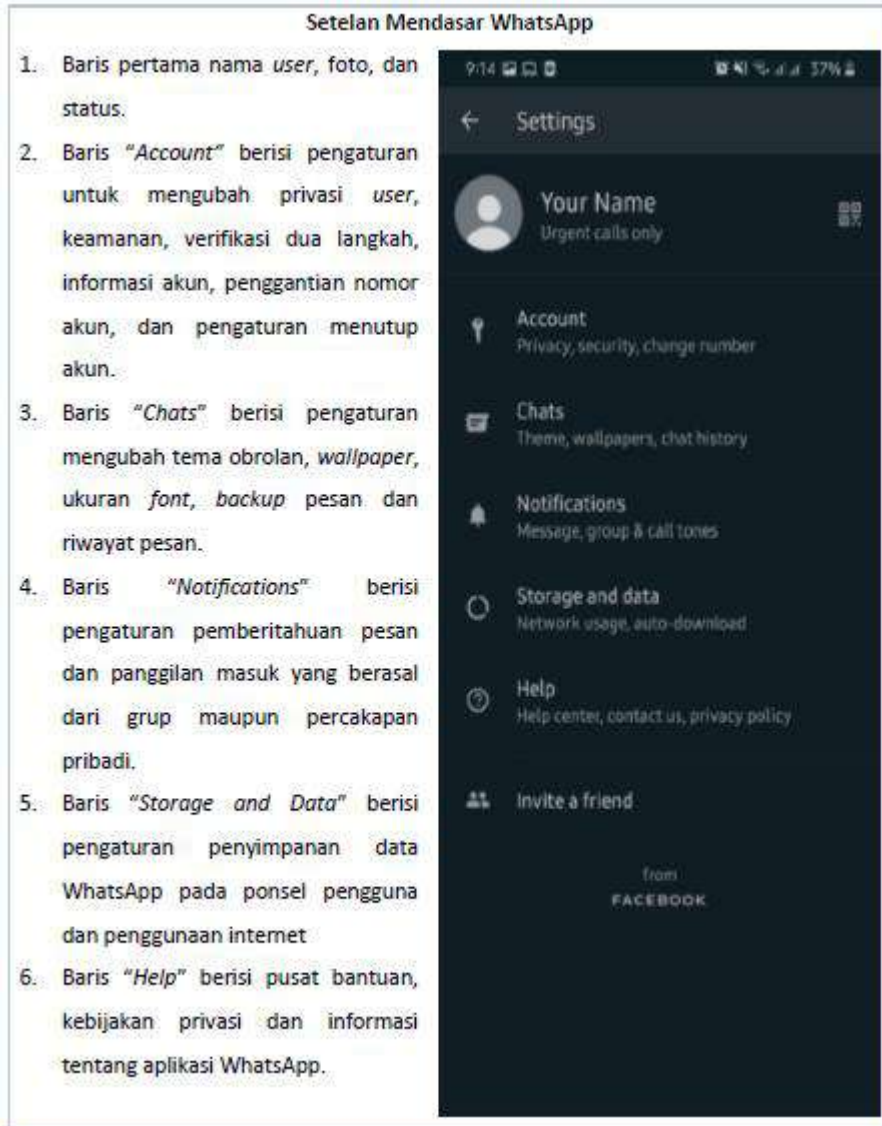 Setelan Mendasar WhatsApp
1. Baris pertama nama user, foto, dan
status.
2. Baris "Account" berisi pengaturan
untuk mengubah privasi user,
keamanan, verifikasi dua langkah,
informasi akun, penggantian nomor
akun, dan pengaturan menutup
akun.
3. Baris "Chats" berisi pengaturan
mengubah tema obrolan, wallpaper,
ukuran font, backup pesan dan
riwayat pesan.
4. Baris "Notifications" berisi
pengaturan pemberitahuan pesan
dan panggilan masuk yang berasal
dari grup maupun percakapan
pribadi.
5. Baris "Storage and Data" berisi
pengaturan penyimpanan data
WhatsApp pada ponsel pengguna
dan penggunaan internet
6. Baris "Help" berisi pusat bantuan,
kebijakan privasi dan informasi
tentang aplikasi WhatsApp.
9:14 37%
Settings
Your Name
Urgent calls only
Account
Privacy, security, change number
Chats
Theme, wallpapers, chat history
Notifications
Message, group & call tones
Storage and data
Network usage, auto-download
Help
Help center, contact us, privacy policy
Invite a friend
from
FACEBOOK